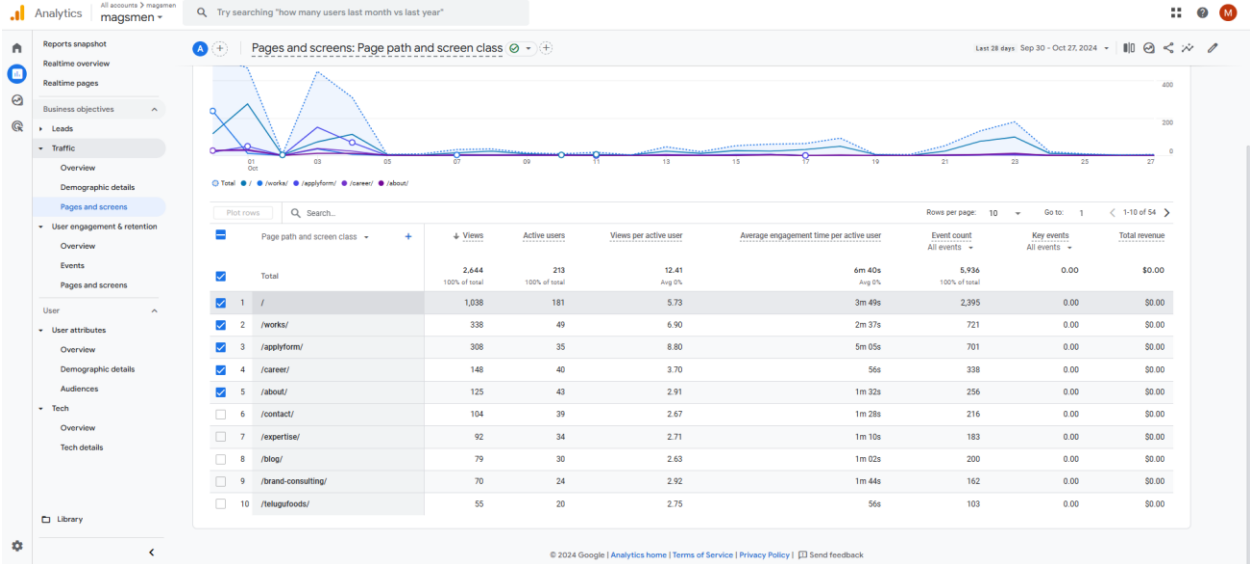 Analytics
All accounts > magsmen
magsmen
Try searching "how many users last month vs last year"
M
Reports snapshot
Realtime overview
Realtime pages
Business objectives
Leads
Traffic
Overview
Demographic details
Pages and screens
User engagement & retention
Overview
Events
Pages and screens
User
User attributes
Overview
Demographic details
Audiences
Tech
Overview
Tech details
Library
A
Pages and screens: Page path and screen class
Last 28 days Sep 30 - Oct 27, 2024
400
200
0
01 03 05 07 09 11 13 15 17 19 21 23 25 27
Oct
Total / /works/ /applyform/ /career/ /about/
Plot rows Search... Rows per page: 10 Go to: 1 1-10 of 54
Page path and screen class + Views Active users Views per active user Average engagement time per active user Event count Key events Total revenue
All events All events
Total 2,644 213 12.41 6m 40s 5,936 0.00 $0.00
100% of total 100% of total Avg 0% Avg 0% 100% of total
1 / 1,038 181 5.73 3m 49s 2,395 0.00 $0.00
2 /works/ 338 49 6.90 2m 37s 721 0.00 $0.00
3 /applyform/ 308 35 8.80 5m 05s 701 0.00 $0.00
4 /career/ 148 40 3.70 56s 338 0.00 $0.00
5 /about/ 125 43 2.91 1m 32s 256 0.00 $0.00
6 /contact/ 104 39 2.67 1m 28s 216 0.00 $0.00
7 /expertise/ 92 34 2.71 1m 10s 183 0.00 $0.00
8 /blog/ 79 30 2.63 1m 02s 200 0.00 $0.00
9 /brand-consulting/ 70 24 2.92 1m 44s 162 0.00 $0.00
10 /telugufoods/ 55 20 2.75 56s 103 0.00 $0.00
© 2024 Google | Analytics home | Terms of Service | Privacy Policy | Send feedback